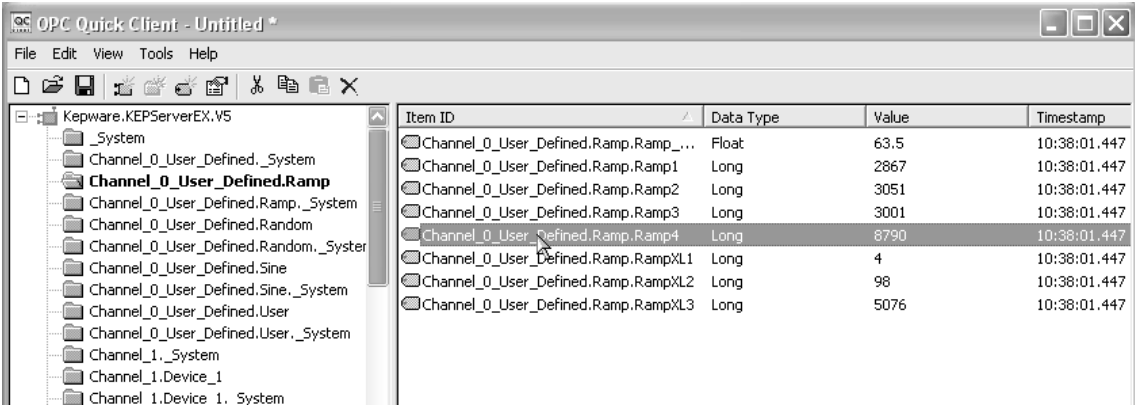 OPC Quick Client - Untitled *
File Edit View Tools Help
Kepware.KEPServerEX.V5
_System
Channel_0_User_Defined._System
Channel_0_User_Defined.Ramp
Channel_0_User_Defined.Ramp._System
Channel_0_User_Defined.Random
Channel_0_User_Defined.Random._System
Channel_0_User_Defined.Sine
Channel_0_User_Defined.Sine._System
Channel_0_User_Defined.User
Channel_0_User_Defined.User._System
Channel_1._System
Channel_1.Device_1
Channel_1.Device_1._System
Item ID Data Type Value Timestamp
Channel_0_User_Defined.Ramp.Ramp_... Float 63.5 10:38:01.447
Channel_0_User_Defined.Ramp.Ramp1 Long 2867 10:38:01.447
Channel_0_User_Defined.Ramp.Ramp2 Long 3051 10:38:01.447
Channel_0_User_Defined.Ramp.Ramp3 Long 3001 10:38:01.447
Channel_0_User_Defined.Ramp.Ramp4 Long 8790 10:38:01.447
Channel_0_User_Defined.Ramp.RampXL1 Long 4 10:38:01.447
Channel_0_User_Defined.Ramp.RampXL2 Long 98 10:38:01.447
Channel_0_User_Defined.Ramp.RampXL3 Long 5076 10:38:01.447